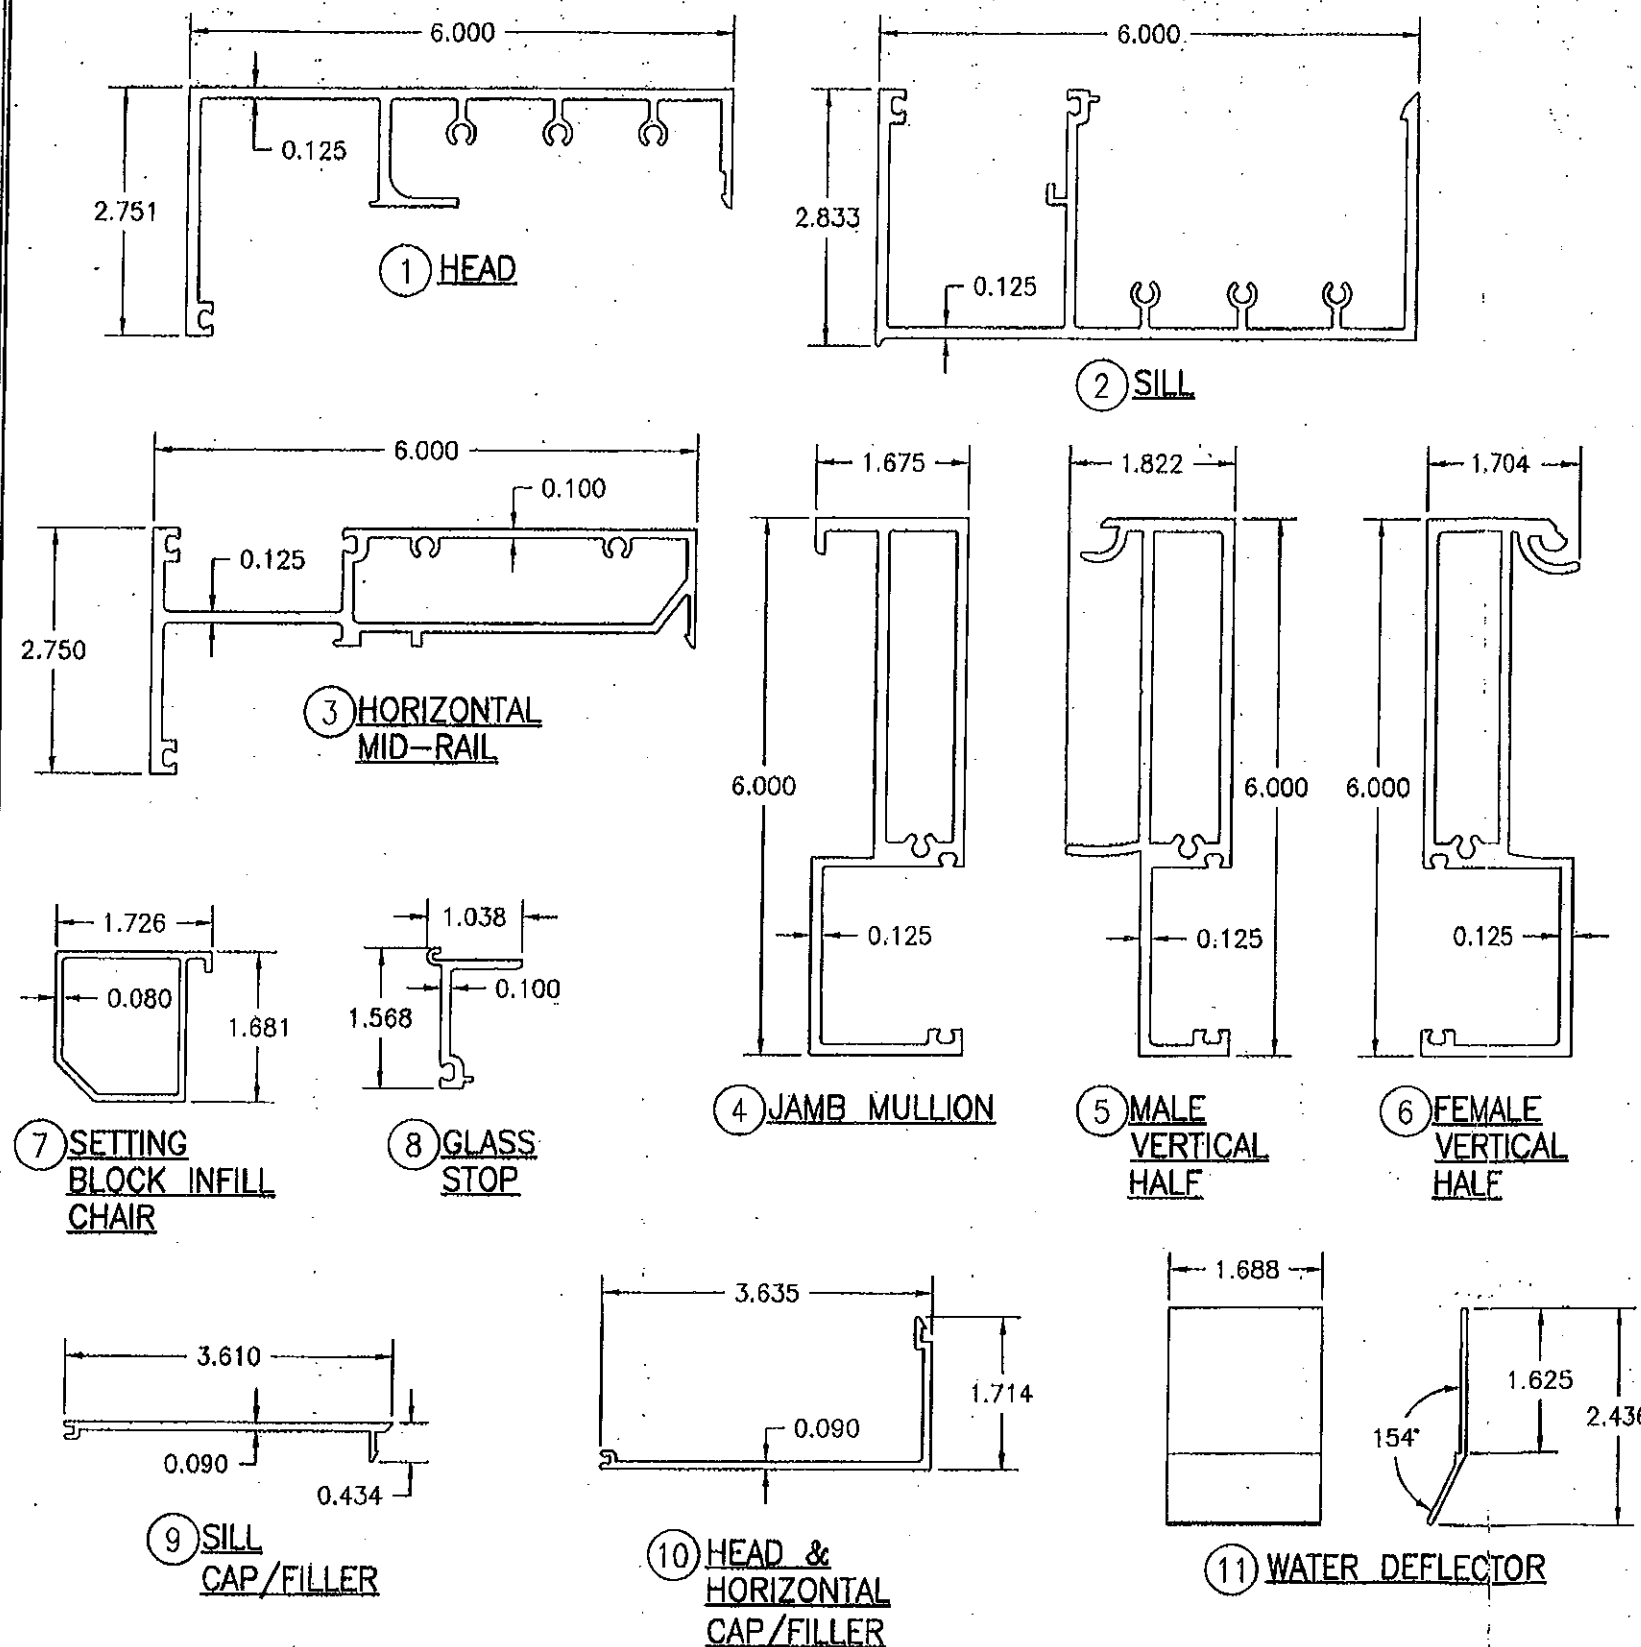 6.000
0.125
2.751
1 HEAD
6.000
2.833
0.125
2 SILL
6.000
0.100
0.125
2.750
3 HORIZONTAL
MID-RAIL
1.675
6.000
0.125
4 JAMB MULLION
1.822
6.000
0.125
5 MALE
VERTICAL
HALF
1.704
6.000
0.125
6 FEMALE
VERTICAL
HALF
1.726
0.080
1.681
7 SETTING
BLOCK INFILL
CHAIR
1.038
0.100
1.568
8 GLASS
STOP
3.610
0.090
0.434
9 SILL
CAP/FILLER
3.635
1.714
0.090
10 HEAD &
HORIZONTAL
CAP/FILLER
1.688
1.625
2.436
154°
11 WATER DEFLECTOR